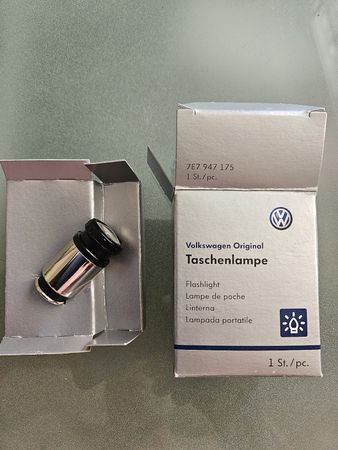 7E7 947 175
1 St./pc.
Volkswagen Original
Taschenlampe
Flashlight
Lampe de poche
Linterna
Lampada portatile
1 St./pc.